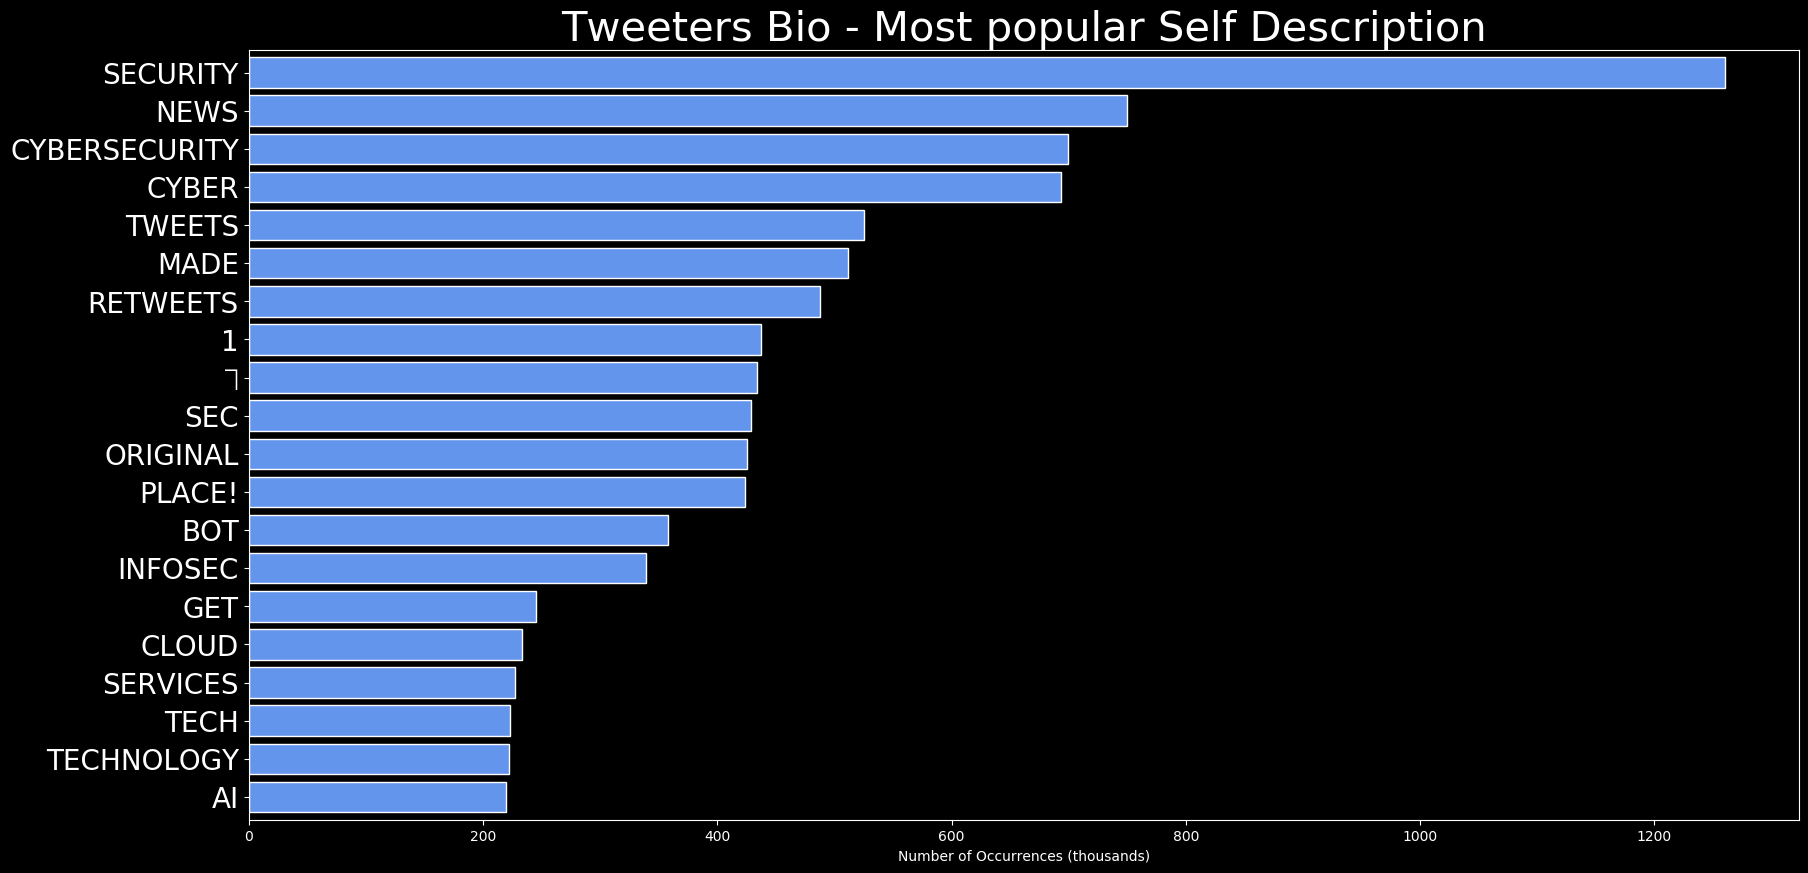 Tweeters Bio - Most popular Self Description
SECURITY
NEWS
CYBERSECURITY
CYBER
TWEETS
MADE
RETWEETS
1
SEC
ORIGINAL
PLACE!
BOT
INFOSEC
GET
CLOUD
SERVICES
TECH
TECHNOLOGY
AI
0 200 400 600 800 1000 1200
Number of Occurrences (thousands)